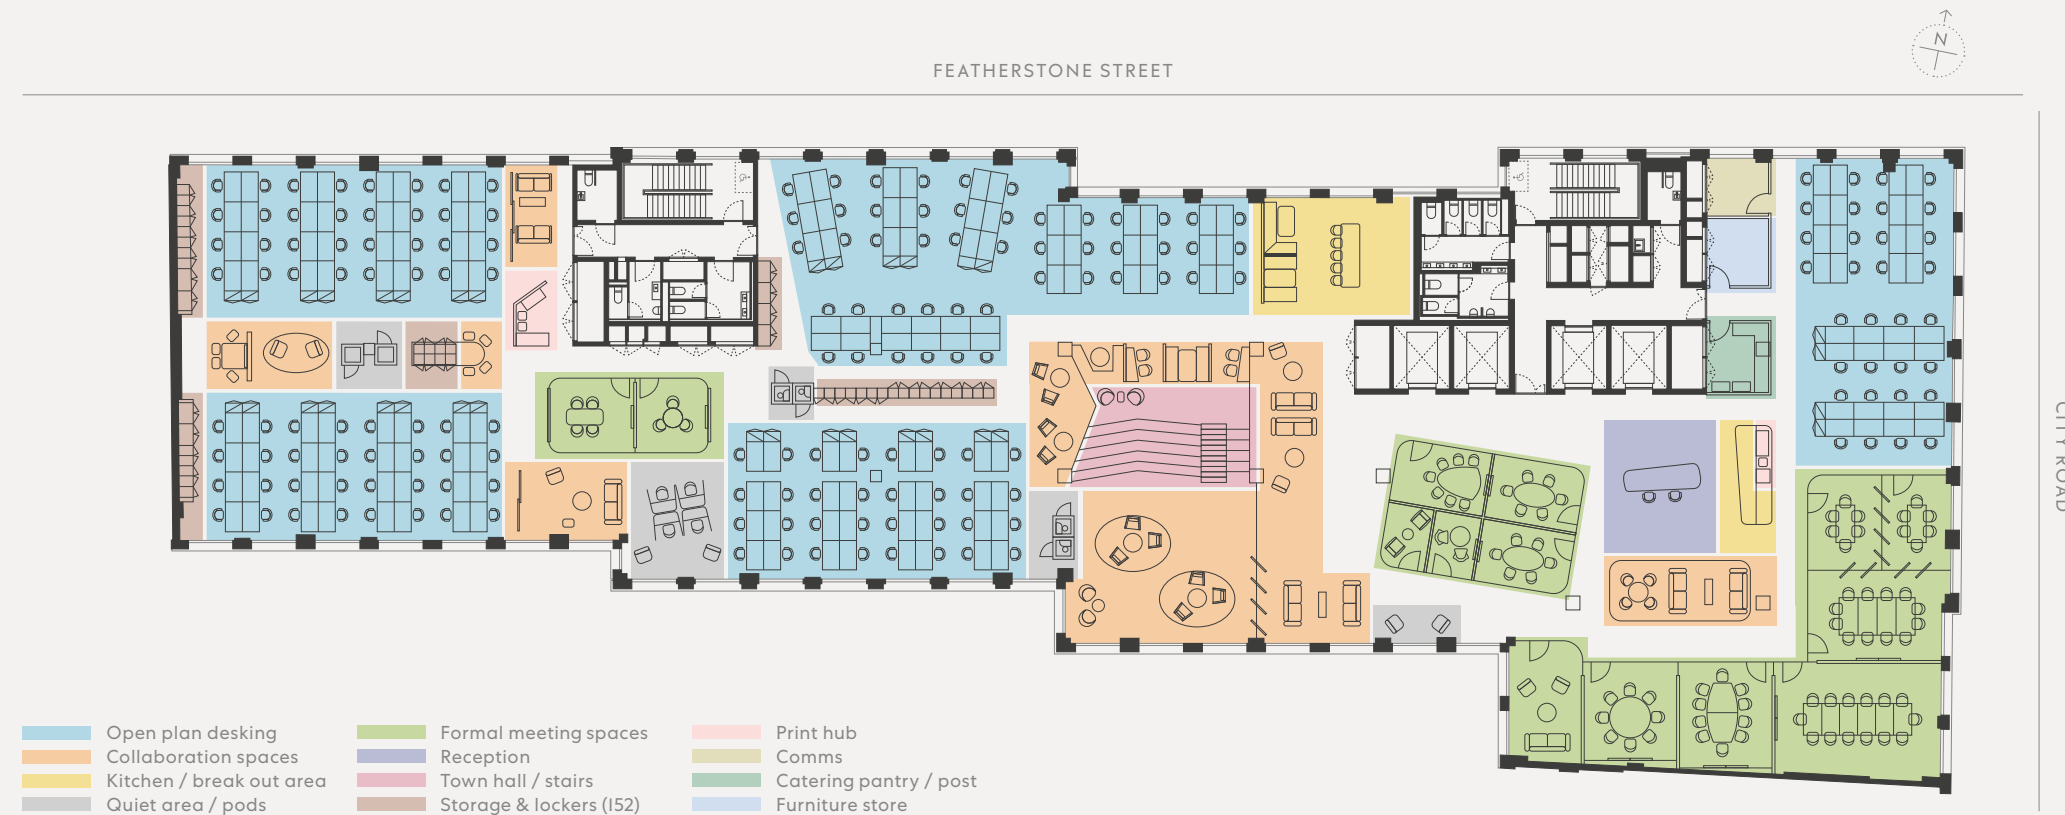 N
FEATHERSTONE STREET
CITY ROAD
Open plan desking
Collaboration spaces
Kitchen / break out area
Quiet area / pods
Formal meeting spaces
Reception
Town hall / stairs
Storage & lockers (152)
Print hub
Comms
Catering pantry / post
Furniture store